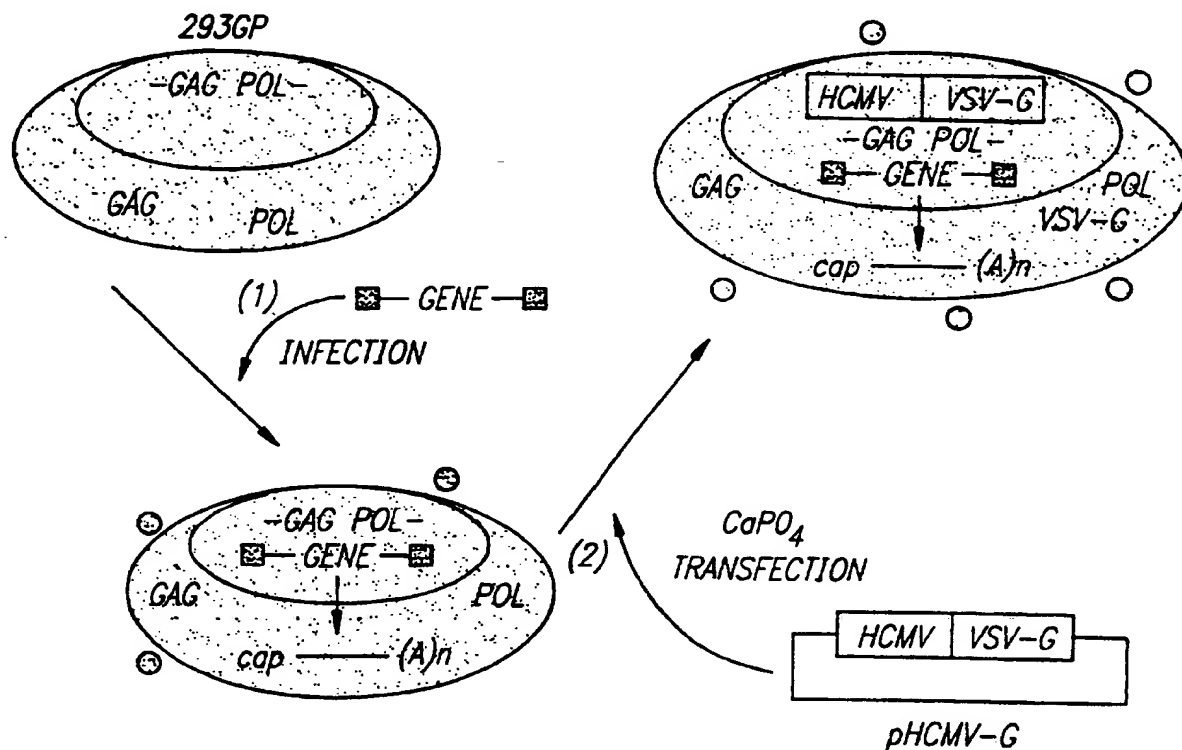 293GP
-GAG POL-
GAG
POL
(1)
GENE
INFECTION
-GAG POL-
GENE
GAG
POL
cap
(A)n
(2)
CaPO4
TRANSFECTION
HCMV
VSV-G
pHCMV-G
HCMV
VSV-G
-GAG POL-
GENE
GAG
POL
VSV-G
cap
(A)n